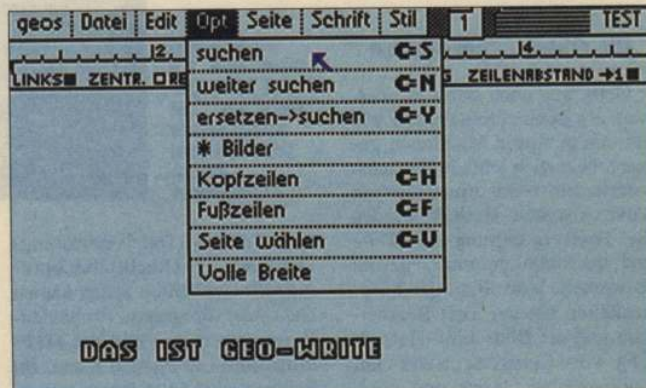 geos Datei Edit Opt Seite Schrift Stil 1 TEST
2 4
LINKS ZENTR. ZEILENABSTAND →1
suchen C=S
weiter suchen C=N
ersetzen->suchen C=Y
* Bilder
Kopfzeilen C=H
Fußzeilen C=F
Seite wählen C=V
Volle Breite
DAS IST GEO-WRITE